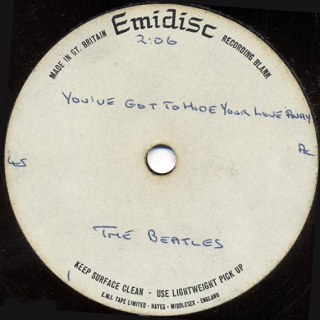 Emidisc
MADE IN GT. BRITAIN
RECORDING BLANK
2:06
YOU'VE GOT TO HIDE YOUR LOVE AWAY
45
THE BEATLES
KEEP SURFACE CLEAN - USE LIGHTWEIGHT PICK UP
E.M.I. TAPE LIMITED - HAYES - MIDDLESEX - ENGLAND